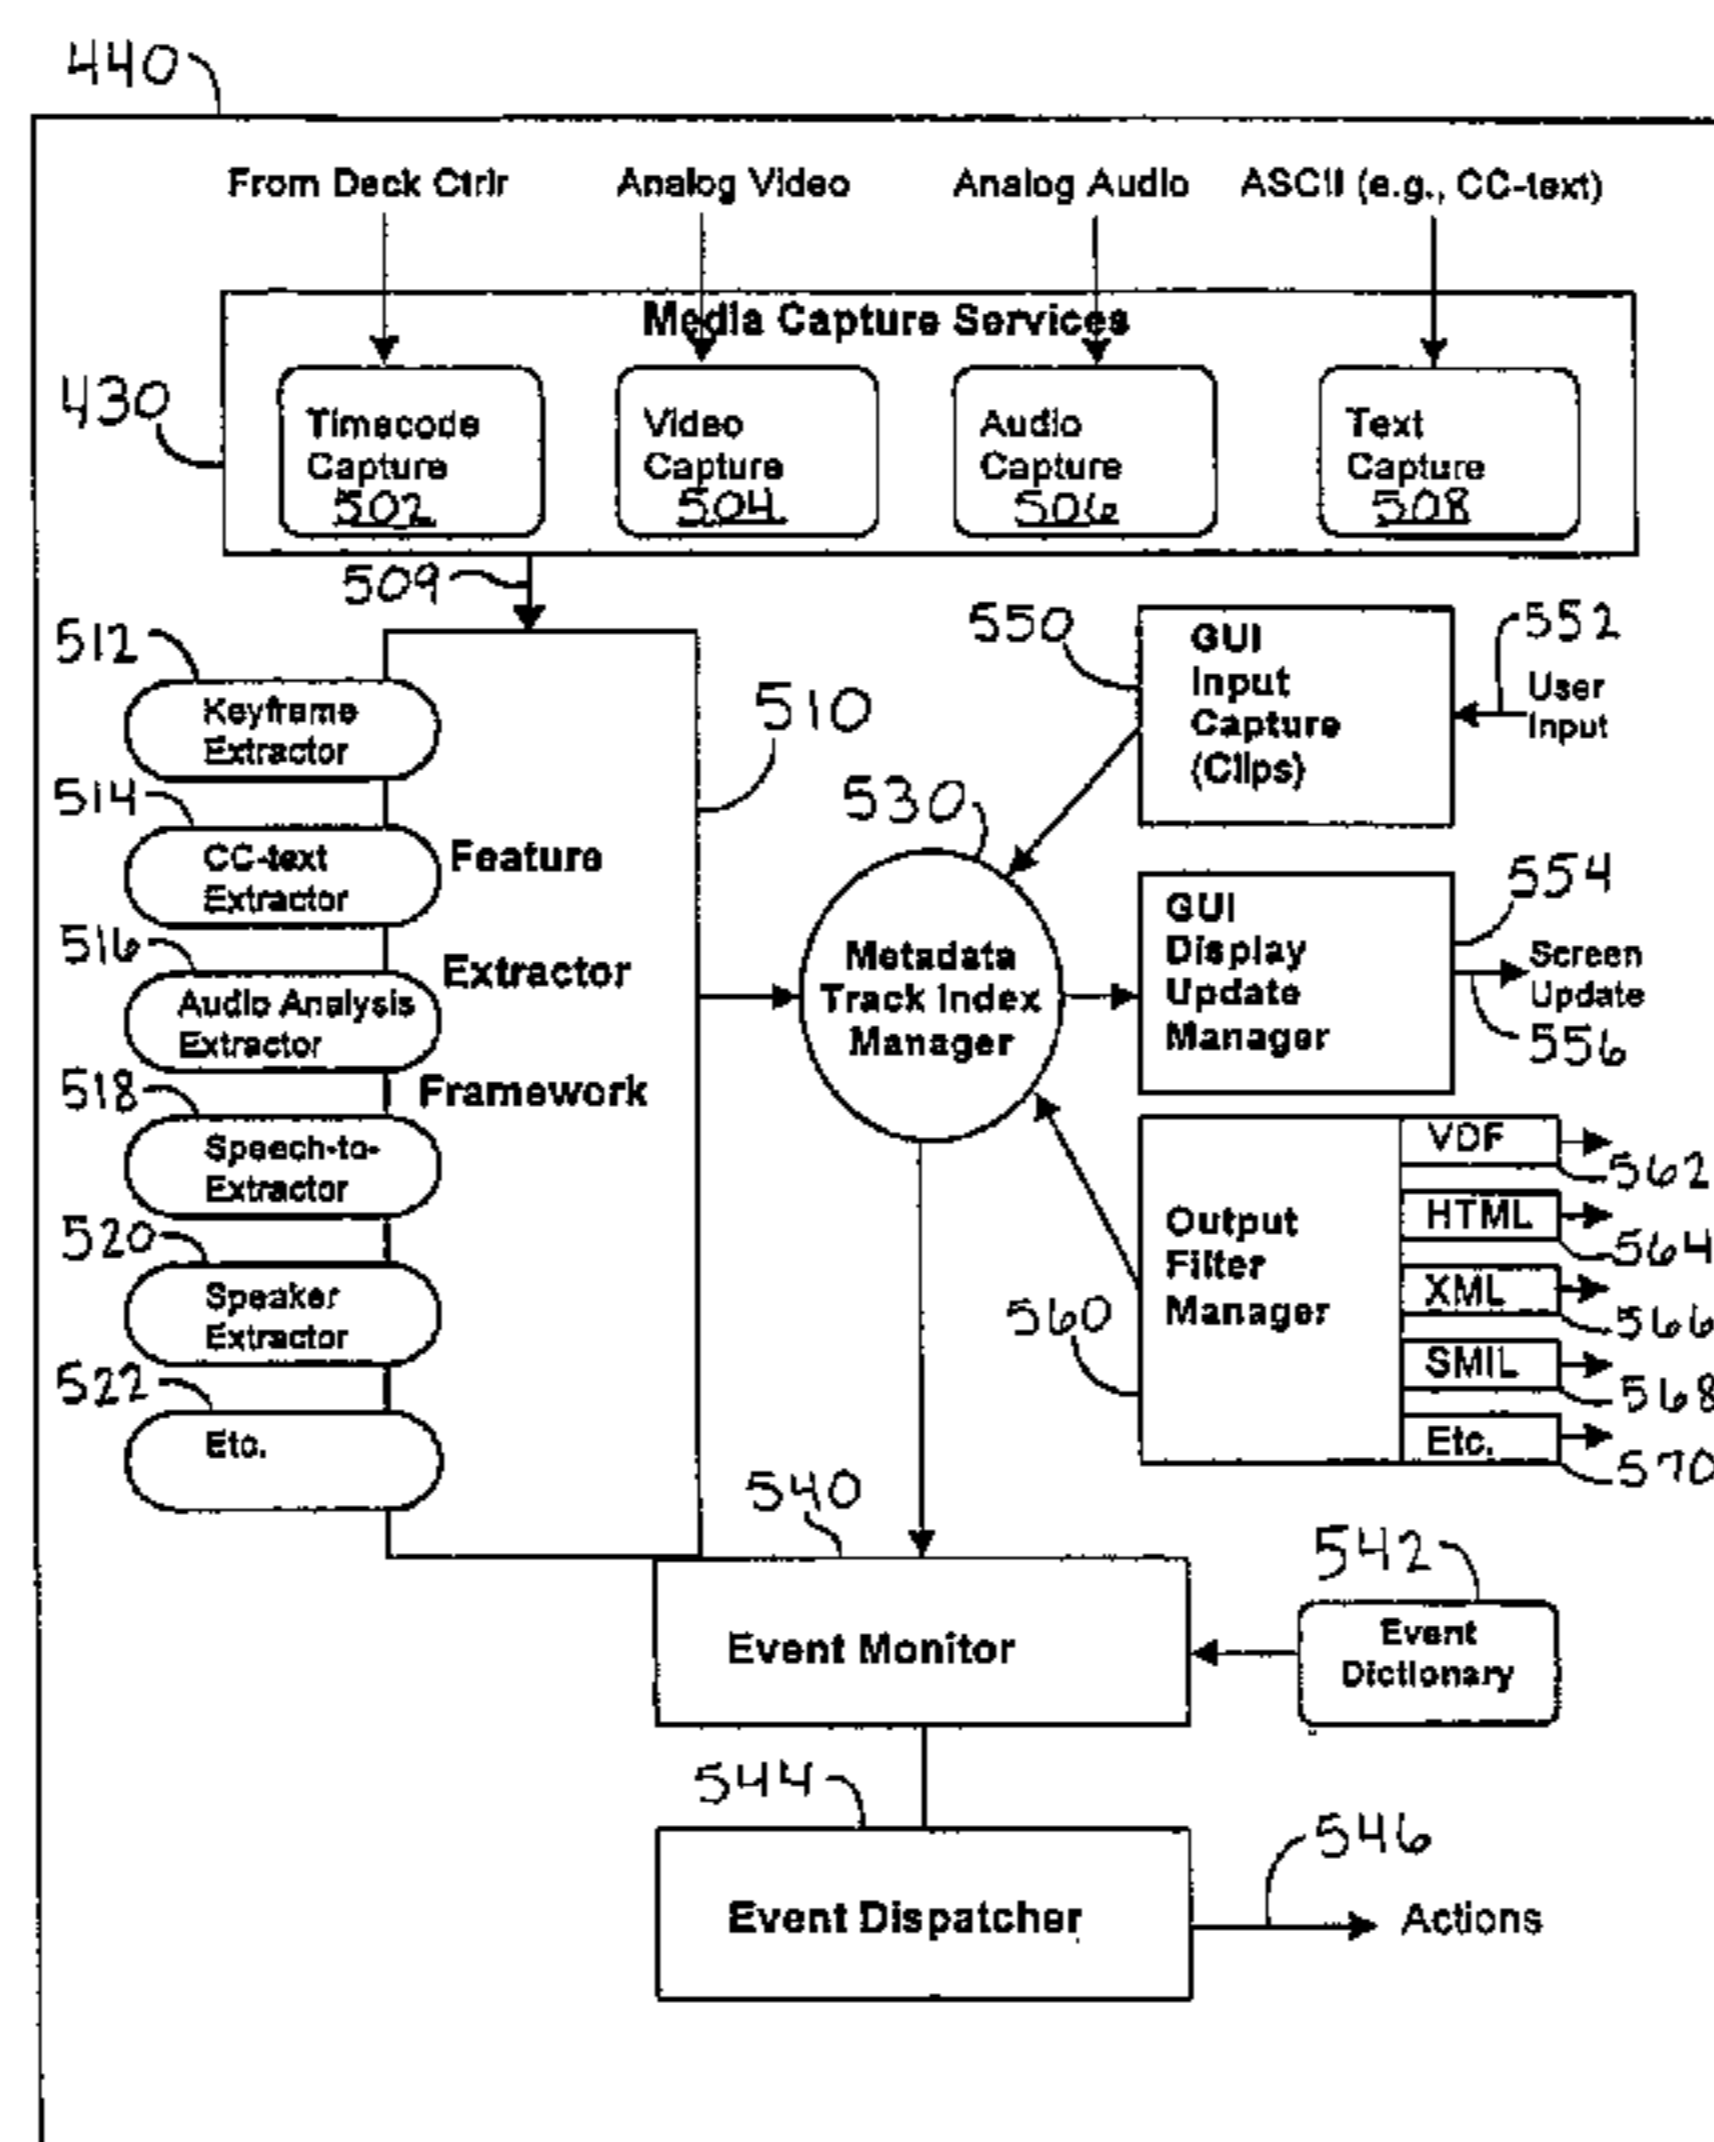 440
From Deck Ctrlr
Analog Video
Analog Audio
ASCII (e.g., CC-text)
Media Capture Services
430
Timecode
Capture
502
Video
Capture
504
Audio
Capture
506
Text
Capture
508
509
512
Keyframe
Extractor
514
CC-text
Extractor
516
Audio Analysis
Extractor
518
Speech-to-
Extractor
520
Speaker
Extractor
522
Etc.
510
Feature
Extractor
Framework
530
Metadata
Track Index
Manager
550
GUI
Input
Capture
(Clips)
552
User
Input
GUI
Display
Update
Manager
554
Screen
Update
556
560
Output
Filter
Manager
VDF
562
HTML
564
XML
566
SMIL
568
Etc.
570
540
Event Monitor
542
Event
Dictionary
544
Event Dispatcher
546
Actions